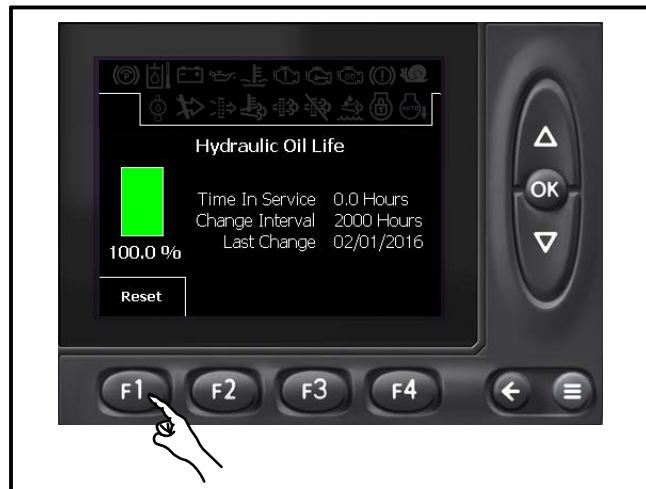 Hydraulic Oil Life
Time In Service 0.0 Hours
Change Interval 2000 Hours
Last Change 02/01/2016
100.0 %
Reset
OK
F1 F2 F3 F4